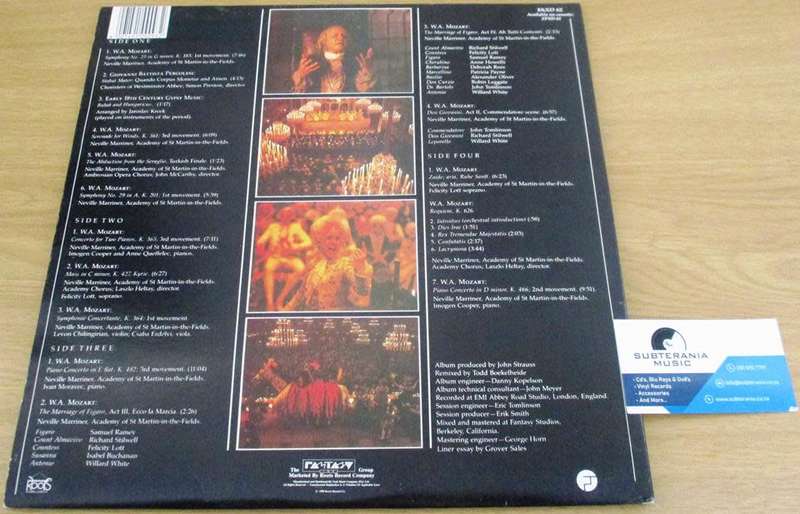 SIDE ONE
1. W.A. MOZART:
Symphony No. 25 in G minor, K. 183; 1st movement.
Neville Marriner, Academy of St Martin-in-the-Fields.
2. GIOVANNI BATTISTA PERGOLESI:
Stabat Mater: Quando Corpus Morietur and Amen. (4:15)
Choristers of Westminster Abbey, Simon Preston, director.
3. EARLY 18TH CENTURY GYPSY MUSIC:
Bubak and Hungaricus.
Arranged by Jaroslav Krcek
(played on instruments of the period).
4. W.A. MOZART:
Serenade for Winds, K. 361; 3rd movement. (6:09)
Neville Marriner, Academy of St Martin-in-the-Fields.
5. W.A. MOZART:
The Abduction from the Seraglio, Turkish Finale. (1:23)
Neville Marriner, Academy of St Martin-in-the-Fields.
Ambrosian Opera Chorus, John McCarthy, director.
6. W.A. MOZART:
Symphony No. 29 in A, K. 201; 1st movement. (5:39)
Neville Marriner, Academy of St Martin-in-the-Fields.
SIDE TWO
1. W.A. MOZART:
Concerto for Two Pianos, K. 365; 3rd movement. (7:11)
Neville Marriner, Academy of St Martin-in-the-Fields.
Imogen Cooper and Anne Queffelec, pianos.
2. W.A. MOZART:
Mass in C minor, K. 427, Kyrie. (6:27)
Neville Marriner, Academy of St Martin-in-the-Fields.
Academy Chorus; Laszlo Heltay, director.
Felicity Lott, soprano.
3. W.A. MOZART:
Symphonie Concertante, K. 364; 1st movement
Neville Marriner, Academy of St Martin-in-the-Fields.
Levon Chilingirian, violin; Csaba Erdelyi, viola.
SIDE THREE
1. W.A. MOZART:
Piano Concerto in E flat, K. 482; 3rd movement. (11:04)
Neville Marriner, Academy of St Martin-in-the-Fields.
Ivan Moravec, piano.
2. W.A. MOZART:
The Marriage of Figaro, Act III, Ecco la Marcia. (2:26)
Neville Marriner, Academy of St Martin-in-the-Fields.
Figaro Samuel Ramey
Count Almaviva Richard Stilwell
Countess Felicity Lott
Susanna Isabel Buchanan
Antonio Willard White
ROOTS
3. W.A. MOZART:
The Marriage of Figaro, Act IV, Ah Tutti Contenti. (2:33)
Neville Marriner, Academy of St Martin-in-the-Fields.
Count Almaviva Richard Stilwell
Countess Felicity Lott
Figaro Samuel Ramey
Cherubino Anne Howells
Barbarina Deborah Rees
Marcellina Patricia Payne
Basilio Alexander Oliver
Don Curzio Robin Leggate
Dr. Bartolo John Tomlinson
Antonio Willard White
4. W.A. MOZART:
Don Giovanni, Act II, Commendatore scene. (6:57)
Neville Marriner, Academy of St Martin-in-the-Fields.
Commendatore John Tomlinson
Don Giovanni Richard Stilwell
Leporello Willard White
SIDE FOUR
1. W.A. MOZART
Zaide; aria, Ruhe Sanft. (6:23)
Neville Marriner, Academy of St Martin-in-the-Fields.
Felicity Lott soprano.
W.A. MOZART:
Requiem, K. 626
2. Introitus (orchestral introduction)
3. Dies Irae (1:51)
4. Rex Tremendae Majestatis (2:03)
5. Confutatis (2:17)
6. Lacrymosa (3:44)
Neville Marriner, Academy of St Martin-in-the-Fields.
Academy Chorus; Laszlo Heltay, director.
7. W.A. MOZART:
Piano Concerto in D minor, K. 466; 2nd movement. (9:51)
Neville Marriner, Academy of St Martin-in-the-Fields.
Imogen Cooper, piano.
Album produced by John Strauss
Remixed by Todd Boekelheide
Album engineer—Danny Kopelson
Album technical consultant—John Meyer
Recorded at EMI Abbey Road Studio, London, England.
Session engineer—Eric Tomlinson
Session producer—Erik Smith
Mixed and mastered at Fantasy Studios,
Berkeley, California.
Mastering engineer—George Horn
Liner essay by Grover Sales
The FANTASY Group
Marketed By Roots Record Company
SUBTERANIA
MUSIC
• Cd's, Blu Rays & Dvd's
• Vinyl Records
• Accessories
• And More...
info@subterania.co.za
www.subterania.co.za